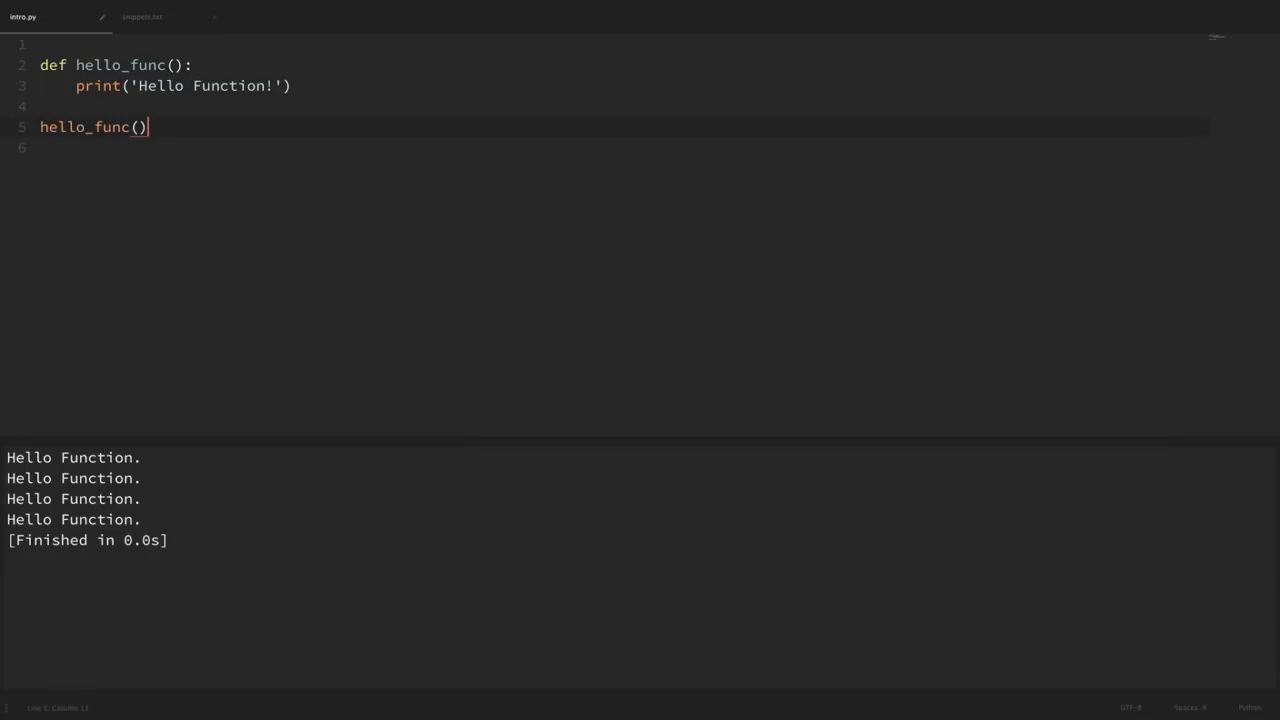 intro.py
snippets.txt
1
2 def hello_func():
3     print('Hello Function!')
4
5 hello_func()
6
Hello Function.
Hello Function.
Hello Function.
Hello Function.
[Finished in 0.0s]
Line 5, Column 13
UTF-8
Spaces: 4
Python